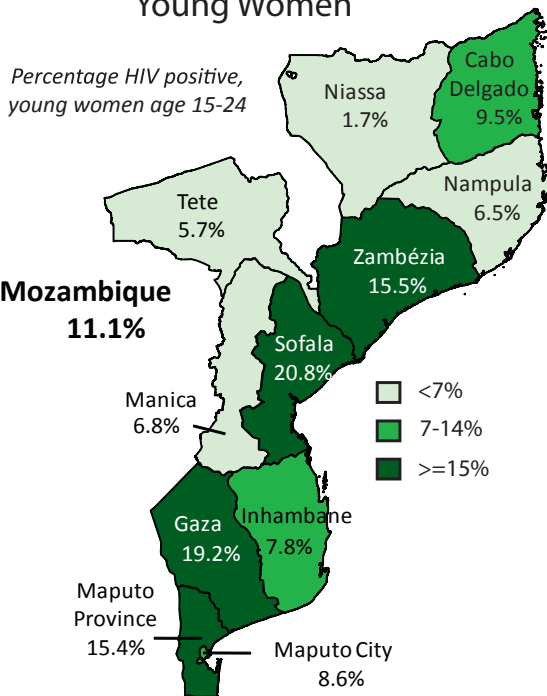 Young Women
Percentage HIV positive,
young women age 15-24
Cabo
Delgado
9.5%
Niassa
1.7%
Nampula
6.5%
Tete
5.7%
Zambézia
15.5%
Mozambique
11.1%
Sofala
20.8%
Manica
6.8%
<7%
7-14%
>=15%
Gaza
19.2%
Inhambane
7.8%
Maputo
Province
15.4%
Maputo City
8.6%